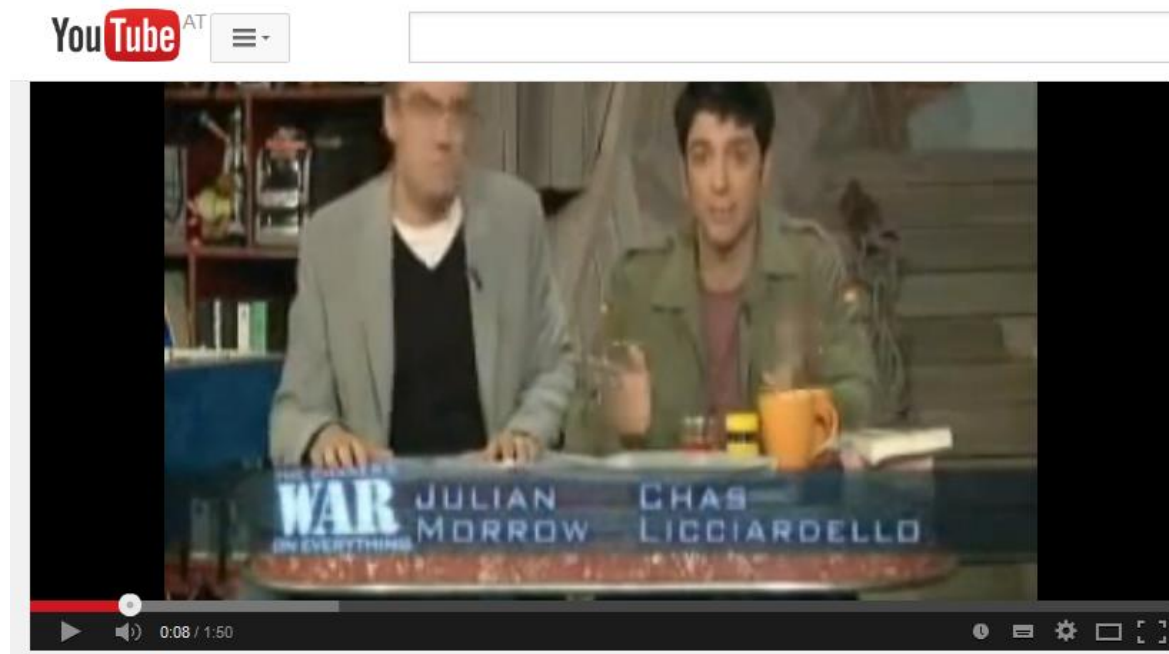 YouTube AT
THE CHASER'S
WAR
ON EVERYTHING
JULIAN
MORROW
CHAS
LICCIARDELLO
0:08 / 1:50